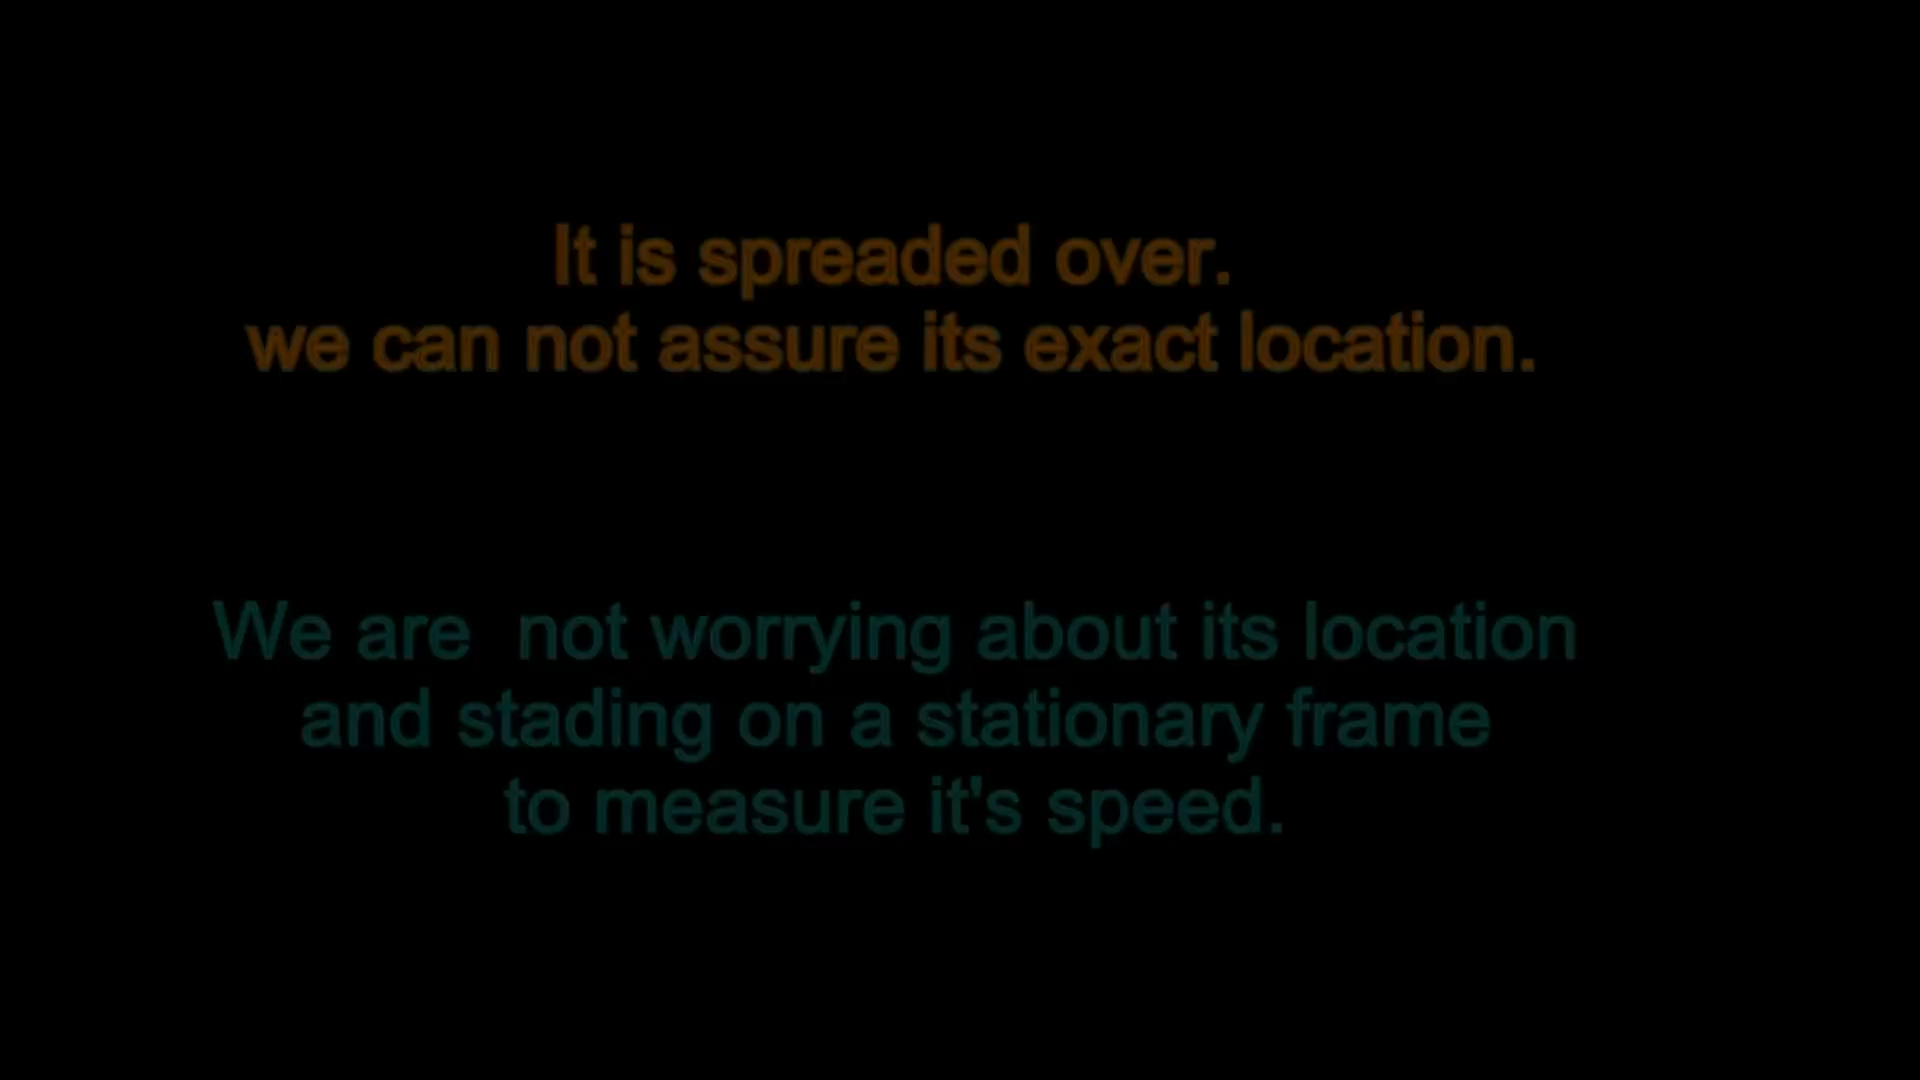 It is spreaded over.
we can not assure its exact location.
We are  not worrying about its location
and stading on a stationary frame
to measure it's speed.